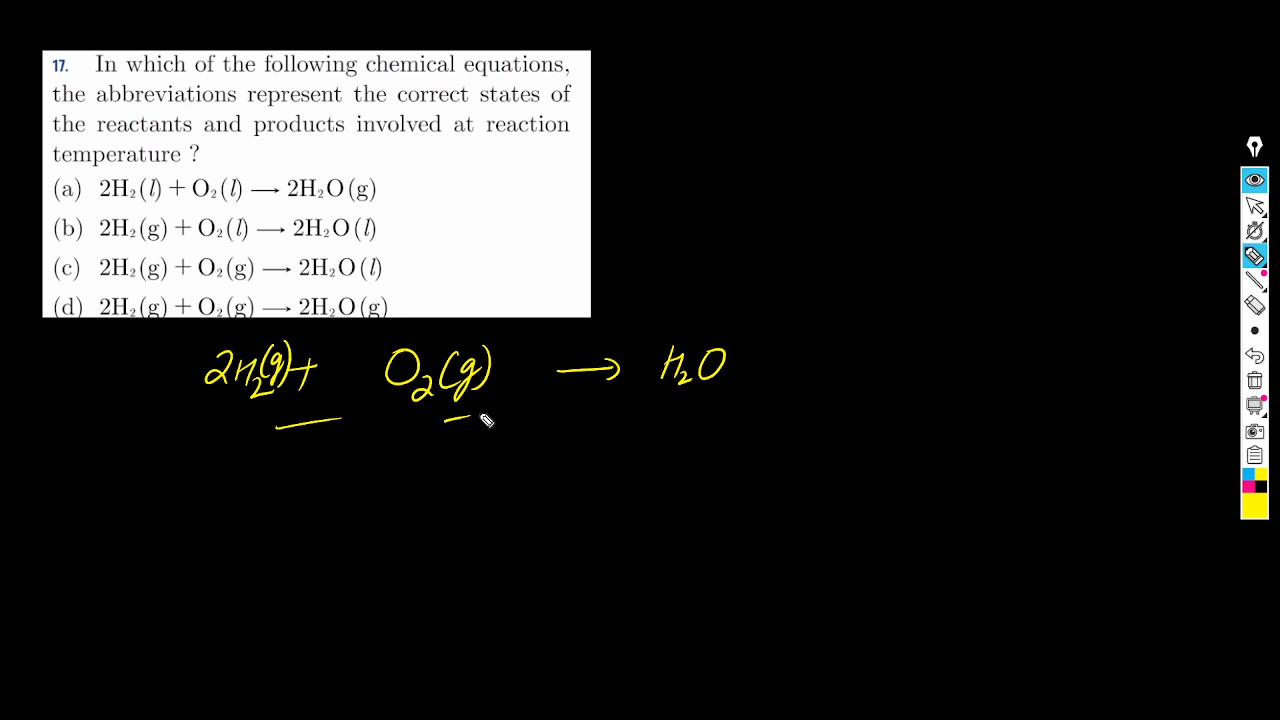 17. In which of the following chemical equations,
the abbreviations represent the correct states of
the reactants and products involved at reaction
temperature ?
(a) 2H₂(l) + O₂(l) ⟶ 2H₂O(g)
(b) 2H₂(g) + O₂(l) ⟶ 2H₂O(l)
(c) 2H₂(g) + O₂(g) ⟶ 2H₂O(l)
(d) 2H₂(g) + O₂(g) ⟶ 2H₂O(g)
2H₂(g) + O₂(g) ⟶ H₂O